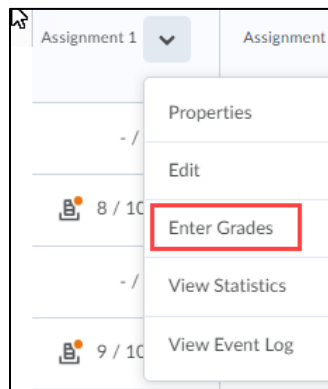 Assignment 1
Assignment
Properties
- /
Edit
8 / 10
Enter Grades
- /
View Statistics
9 / 10
View Event Log